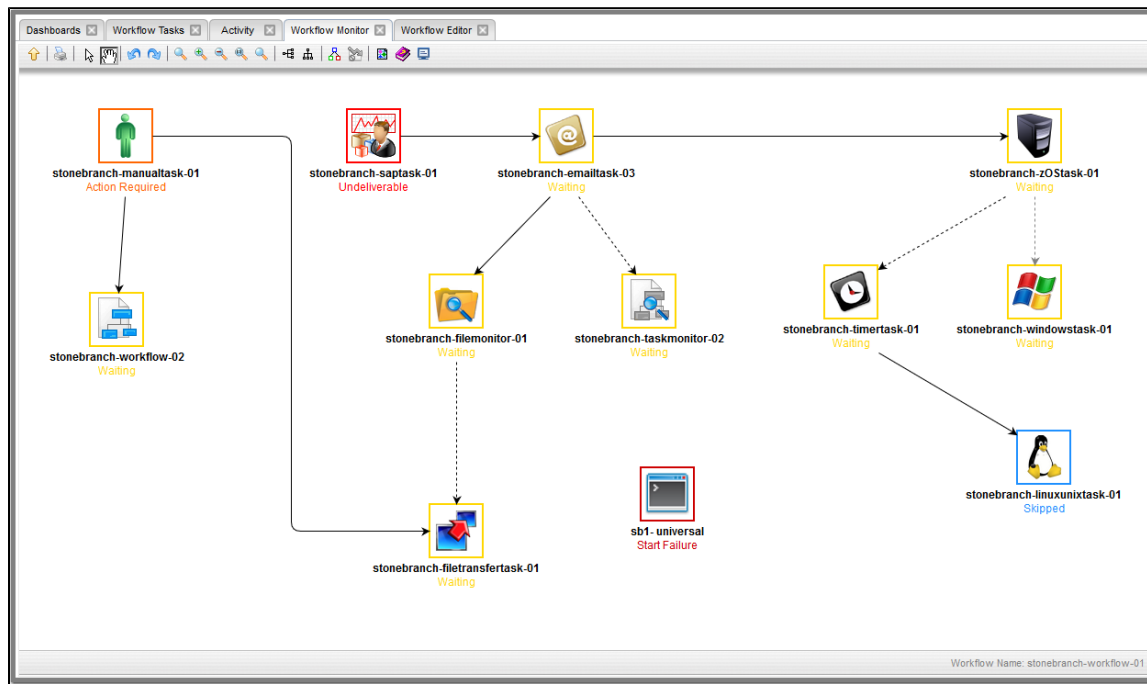 Dashboards
Workflow Tasks
Activity
Workflow Monitor
Workflow Editor
stonebranch-manualtask-01
Action Required
stonebranch-saptask-01
Undeliverable
stonebranch-emailtask-03
Waiting
stonebranch-zOStask-01
Waiting
stonebranch-workflow-02
Waiting
stonebranch-filemonitor-01
Waiting
stonebranch-taskmonitor-02
Waiting
stonebranch-timertask-01
Waiting
stonebranch-windowstask-01
Waiting
stonebranch-linuxunixtask-01
Skipped
sb1- universal
Start Failure
stonebranch-filetransfertask-01
Waiting
Workflow Name: stonebranch-workflow-01